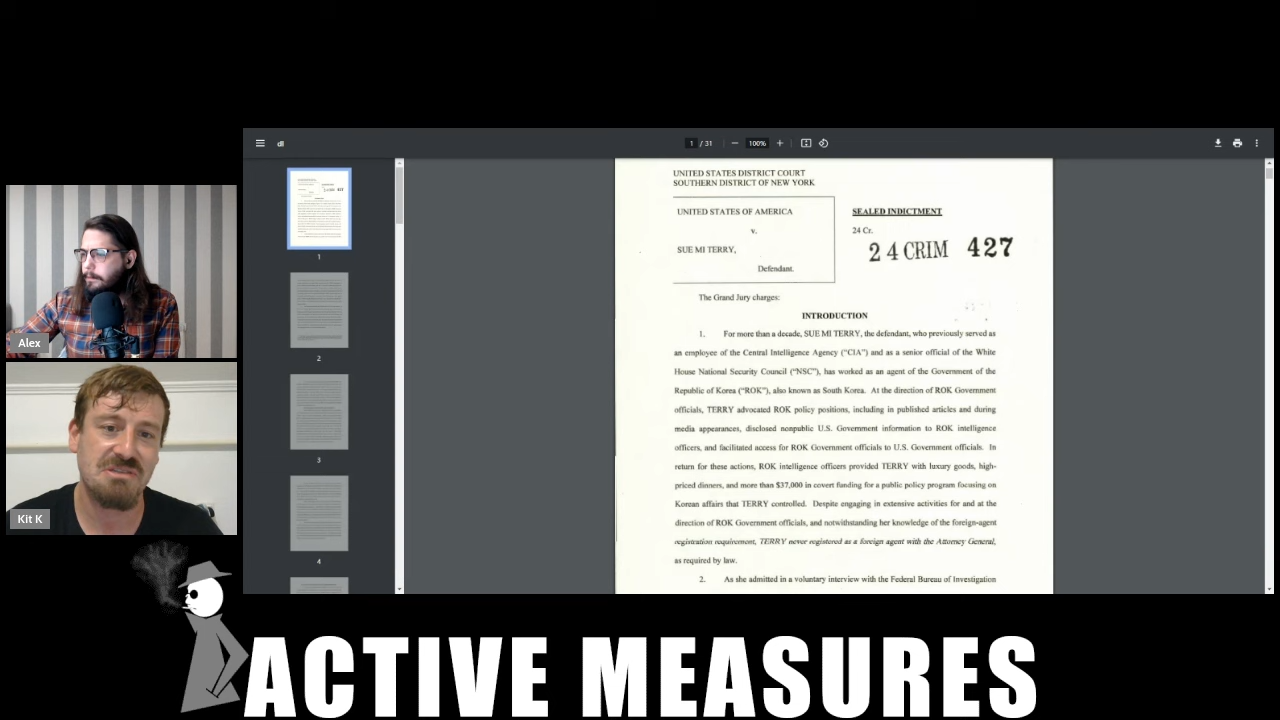 dl
1 / 31
100%
UNITED STATES DISTRICT COURT
SOUTHERN DISTRICT OF NEW YORK
UNITED STATES OF AMERICA
v.
SUE MI TERRY,
Defendant.
SEALED INDICTMENT
24 Cr.
24 CRIM 427
The Grand Jury charges:
INTRODUCTION
1. For more than a decade, SUE MI TERRY, the defendant, who previously served as
an employee of the Central Intelligence Agency (“CIA”) and as a senior official of the White
House National Security Council (“NSC”), has worked as an agent of the Government of the
Republic of Korea (“ROK”), also known as South Korea. At the direction of ROK Government
officials, TERRY advocated ROK policy positions, including in published articles and during
media appearances, disclosed nonpublic U.S. Government information to ROK intelligence
officers, and facilitated access for ROK Government officials to U.S. Government officials. In
return for these actions, ROK intelligence officers provided TERRY with luxury goods, high-
priced dinners, and more than $37,000 in covert funding for a public policy program focusing on
Korean affairs that TERRY controlled. Despite engaging in extensive activities for and at the
direction of ROK Government officials, and notwithstanding her knowledge of the foreign-agent
registration requirement, TERRY never registered as a foreign agent with the Attorney General,
as required by law.
2. As she admitted in a voluntary interview with the Federal Bureau of Investigation
1
2
3
4
Alex
Kit K
ACTIVE MEASURES